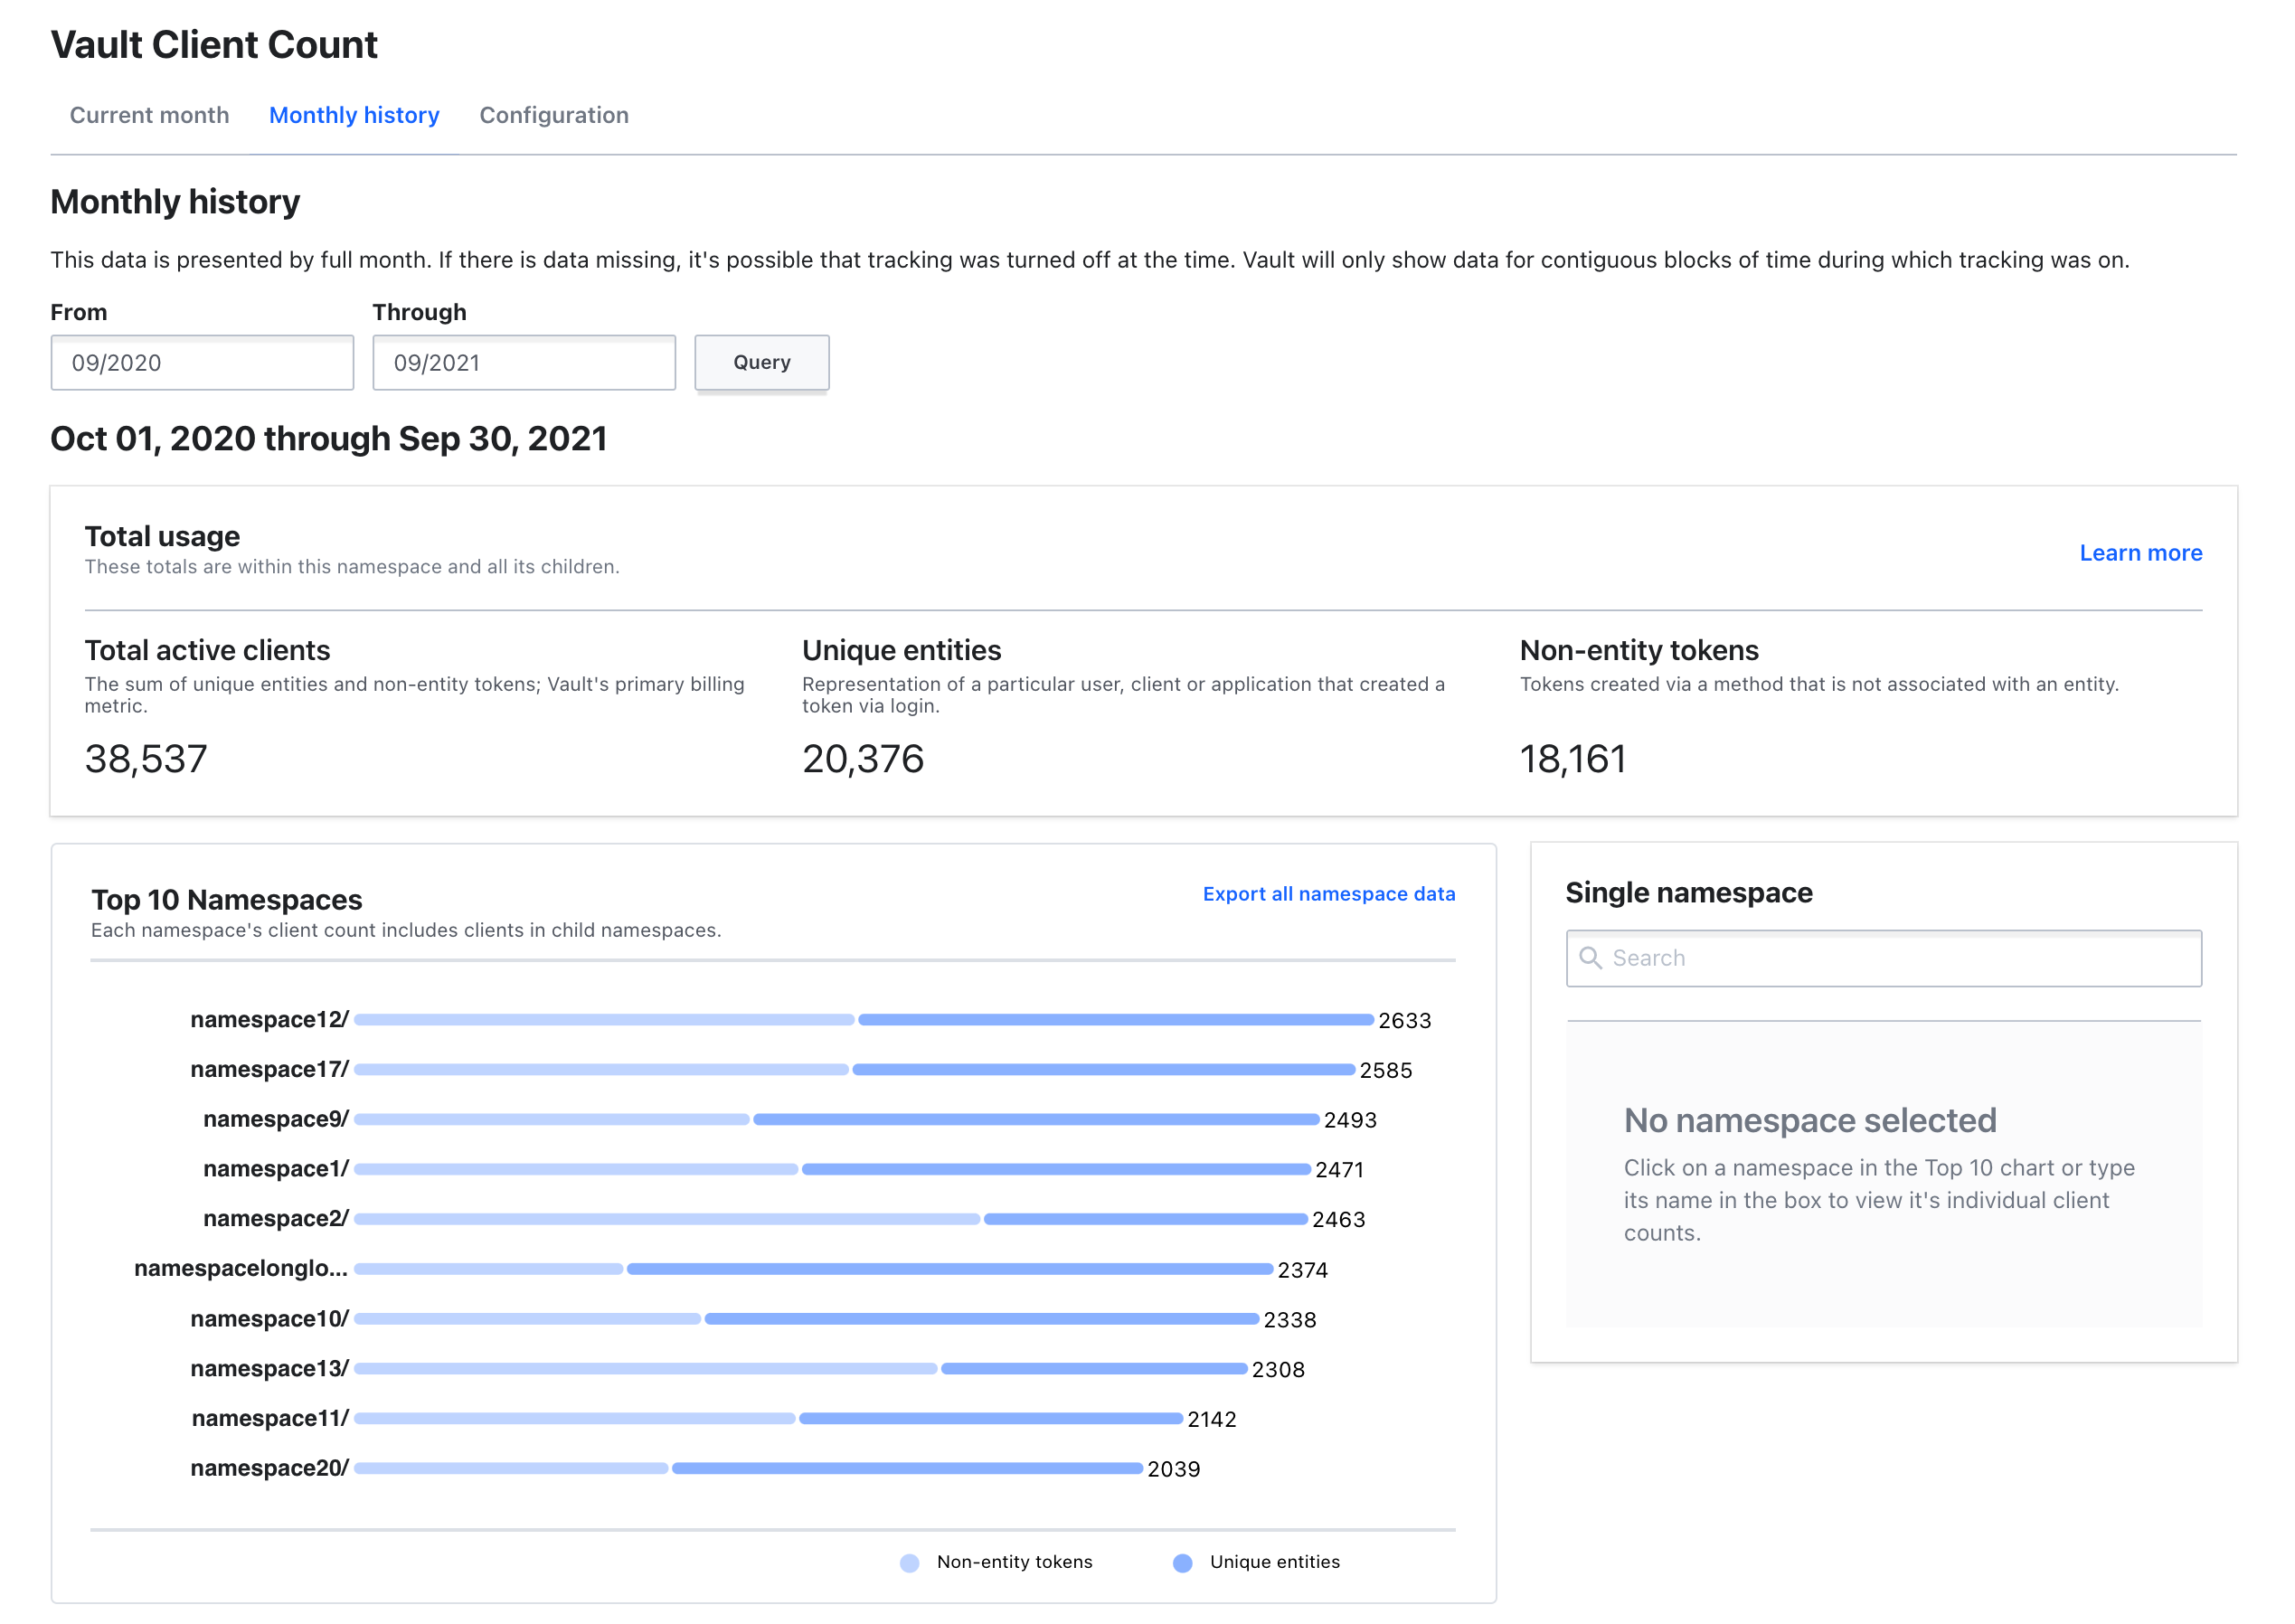 Vault Client Count
Current month Monthly history Configuration
Monthly history
This data is presented by full month. If there is data missing, it's possible that tracking was turned off at the time. Vault will only show data for contiguous blocks of time during which tracking was on.
From Through
09/2020 09/2021 Query
Oct 01, 2020 through Sep 30, 2021
Total usage
These totals are within this namespace and all its children.
Learn more
Total active clients
The sum of unique entities and non-entity tokens; Vault's primary billing
metric.
38,537
Unique entities
Representation of a particular user, client or application that created a
token via login.
20,376
Non-entity tokens
Tokens created via a method that is not associated with an entity.
18,161
Top 10 Namespaces
Each namespace's client count includes clients in child namespaces.
Export all namespace data
namespace12/ 2633
namespace17/ 2585
namespace9/ 2493
namespace1/ 2471
namespace2/ 2463
namespacelonglo... 2374
namespace10/ 2338
namespace13/ 2308
namespace11/ 2142
namespace20/ 2039
Non-entity tokens Unique entities
Single namespace
Search
No namespace selected
Click on a namespace in the Top 10 chart or type
its name in the box to view it's individual client
counts.